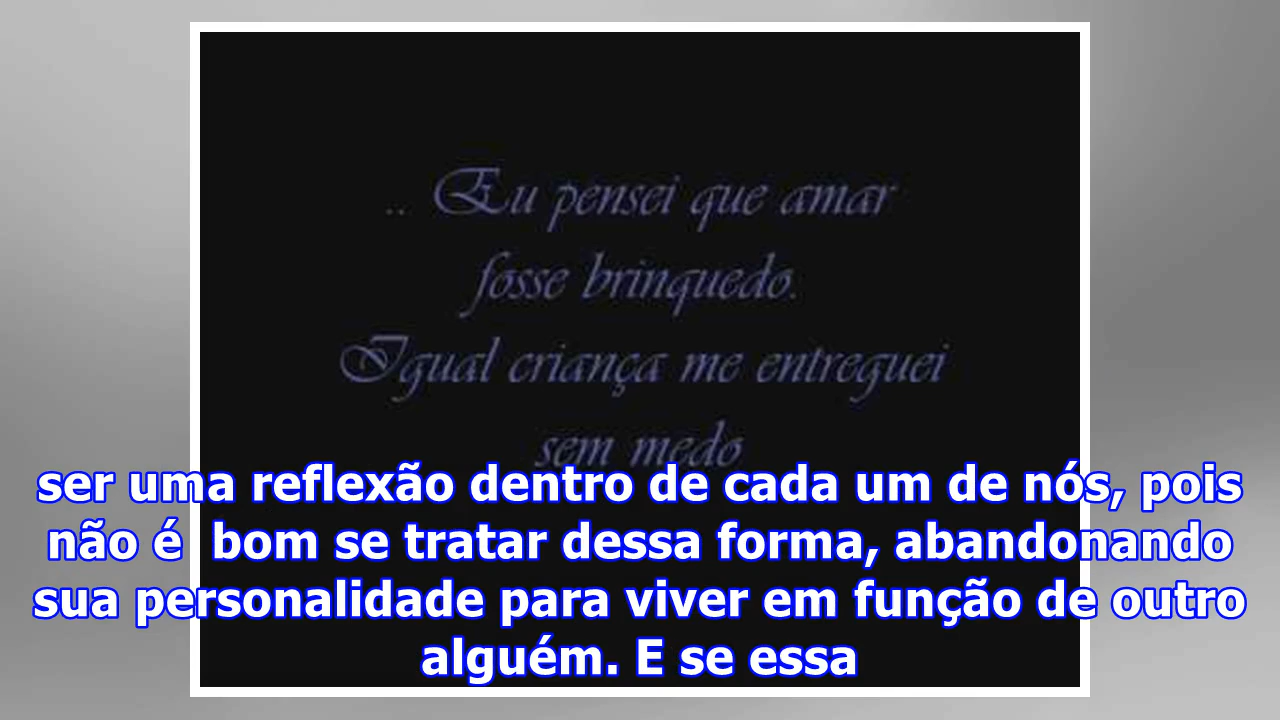 .. Eu pensei que amar
fosse brinquedo.
Igual criança me entreguei
sem medo
ser uma reflexão dentro de cada um de nós, pois
não é  bom se tratar dessa forma, abandonando
sua personalidade para viver em função de outro
alguém. E se essa